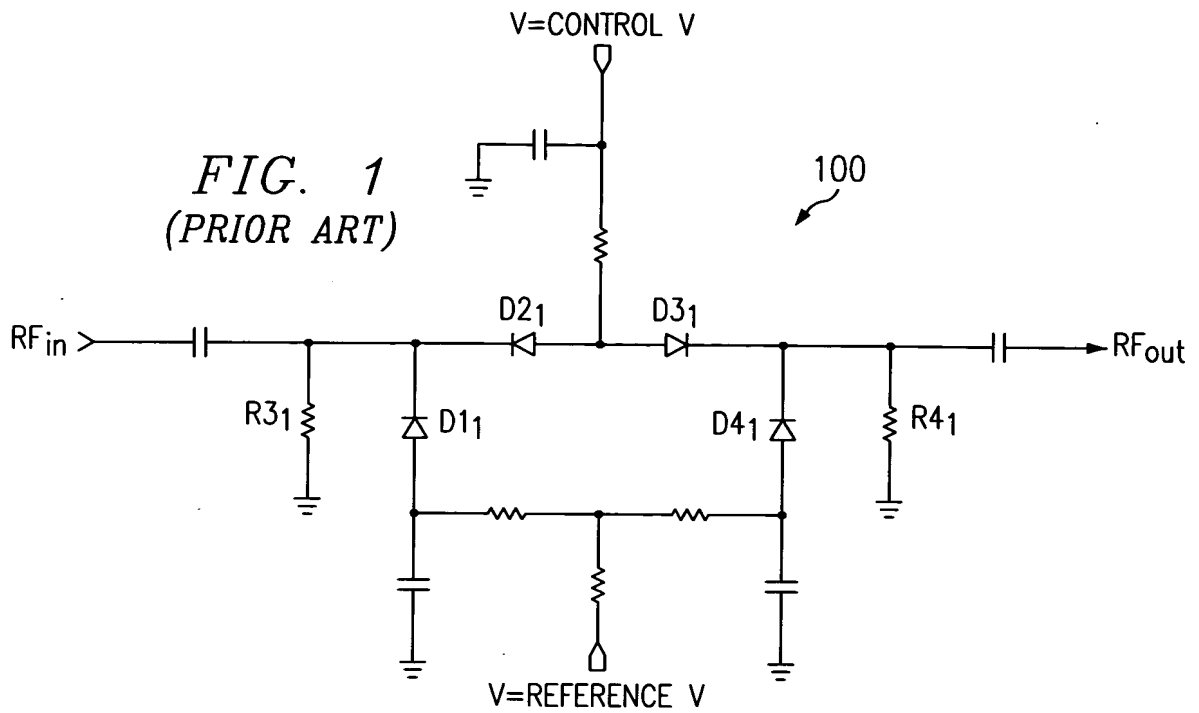 V=CONTROL V
FIG. 1
(PRIOR ART)
100
D2₁
D3₁
RFin
RFout
R3₁
D1₁
D4₁
R4₁
V=REFERENCE V